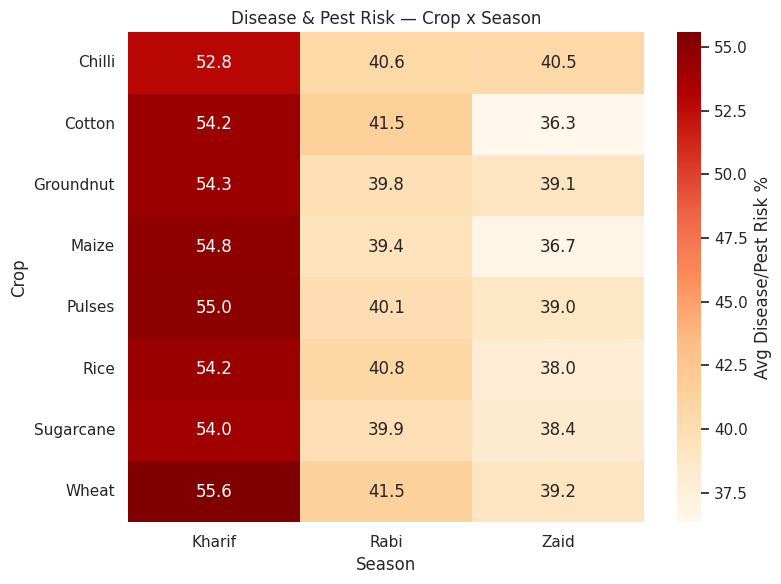 Disease & Pest Risk — Crop x Season
Crop
Chilli 52.8 40.6 40.5
Cotton 54.2 41.5 36.3
Groundnut 54.3 39.8 39.1
Maize 54.8 39.4 36.7
Pulses 55.0 40.1 39.0
Rice 54.2 40.8 38.0
Sugarcane 54.0 39.9 38.4
Wheat 55.6 41.5 39.2
Kharif Rabi Zaid
Season
55.0
52.5
50.0
47.5
45.0
42.5
40.0
37.5
Avg Disease/Pest Risk %